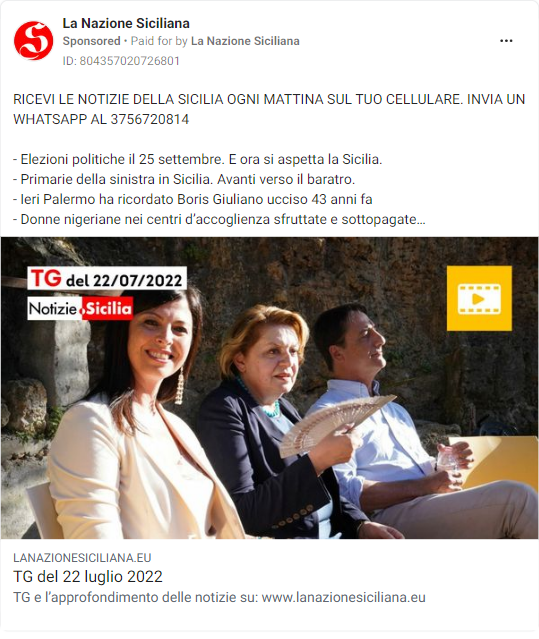 La Nazione Siciliana
Sponsored • Paid for by La Nazione Siciliana
ID: 804357020726801
RICEVI LE NOTIZIE DELLA SICILIA OGNI MATTINA SUL TUO CELLULARE. INVIA UN
WHATSAPP AL 3756720814
- Elezioni politiche il 25 settembre. E ora si aspetta la Sicilia.
- Primarie della sinistra in Sicilia. Avanti verso il baratro.
- Ieri Palermo ha ricordato Boris Giuliano ucciso 43 anni fa
- Donne nigeriane nei centri d’accoglienza sfruttate e sottopagate…
TG del 22/07/2022
Notizie.Sicilia
LANAZIONESICILIANA.EU
TG del 22 luglio 2022
TG e l’approfondimento delle notizie su: www.lanazionesiciliana.eu